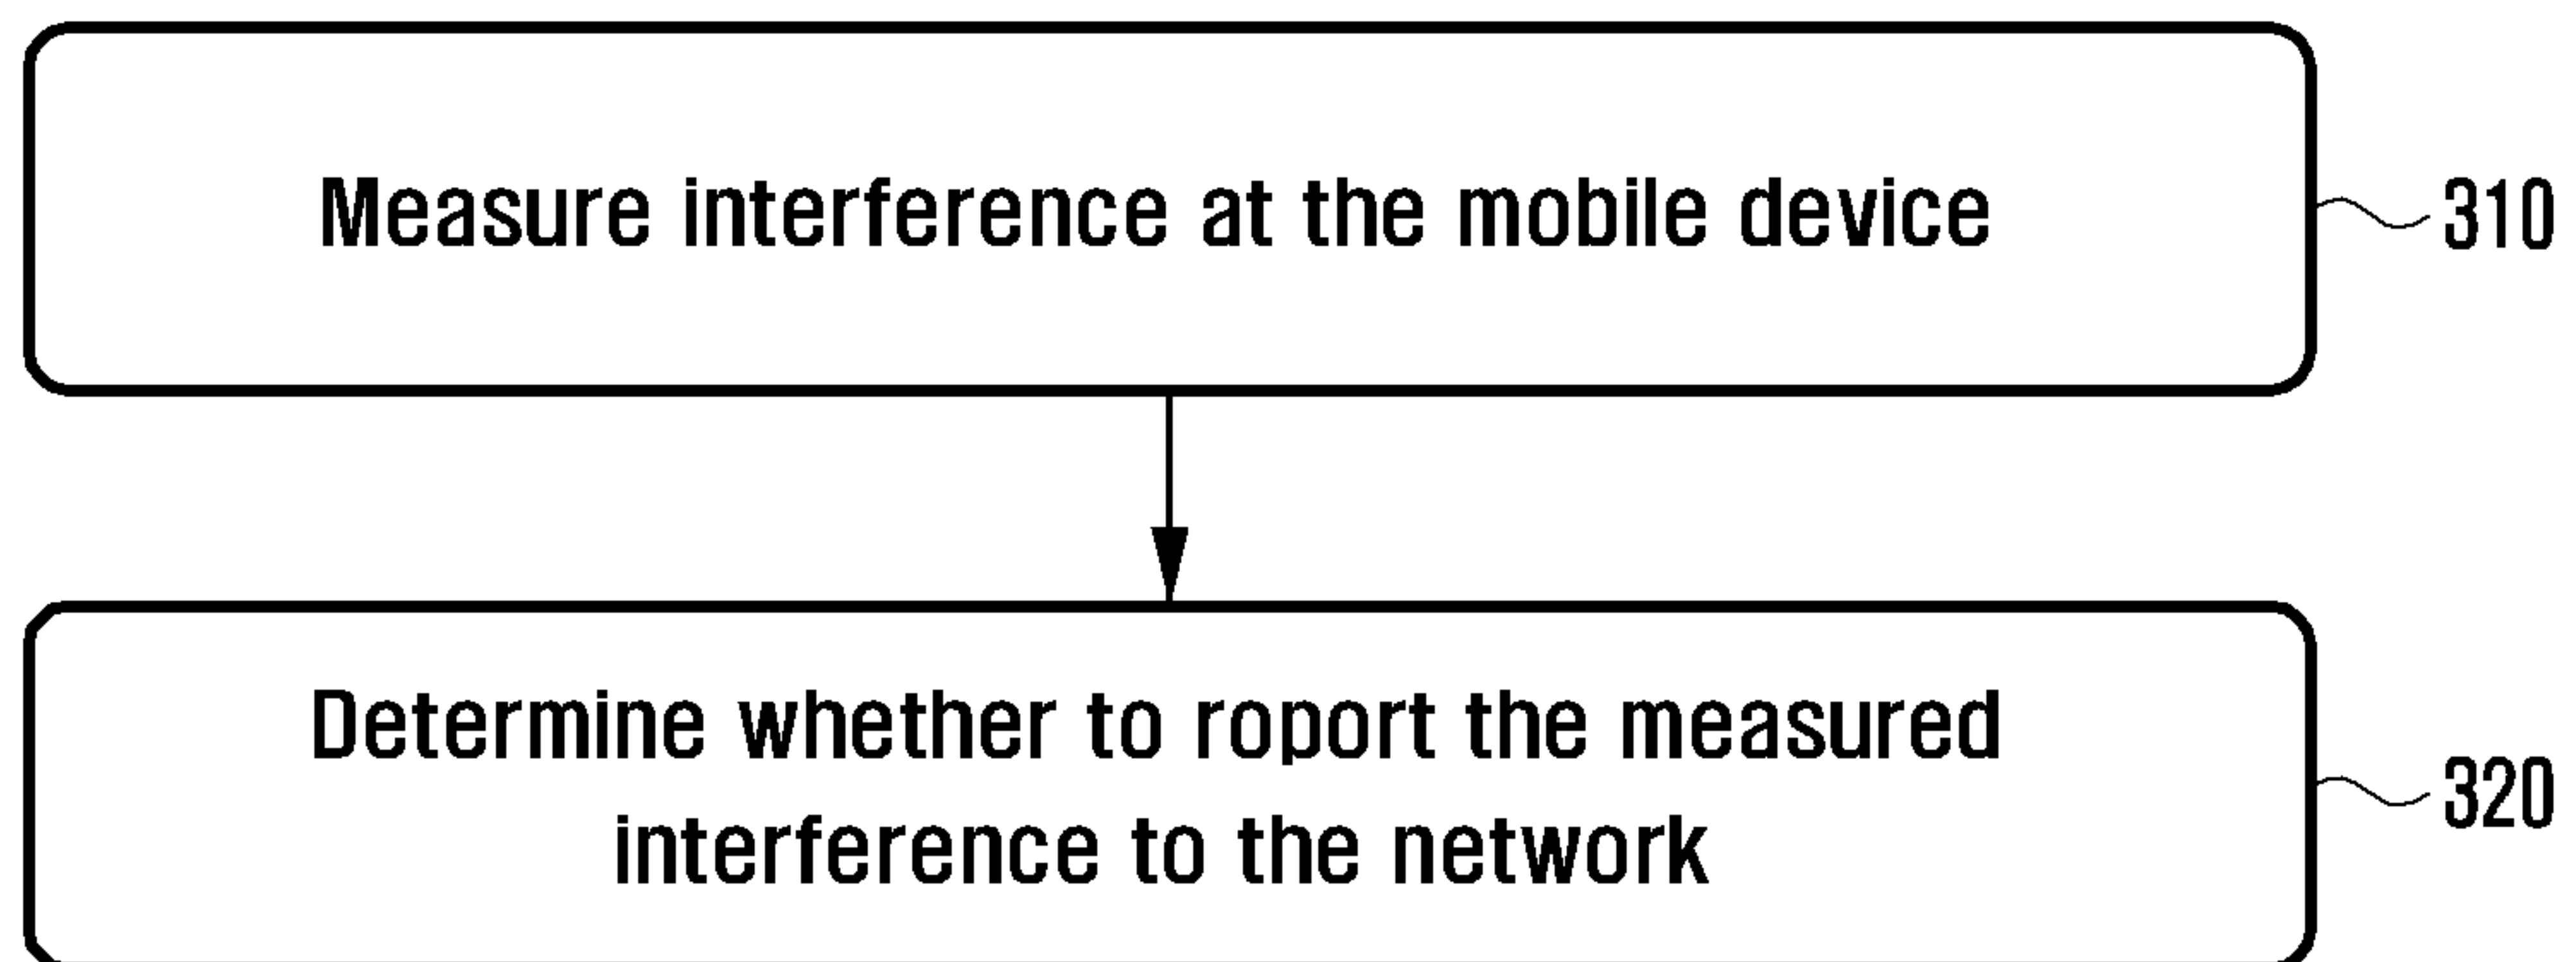 Measure interference at the mobile device
310
Determine whether to roport the measured
interference to the network
320